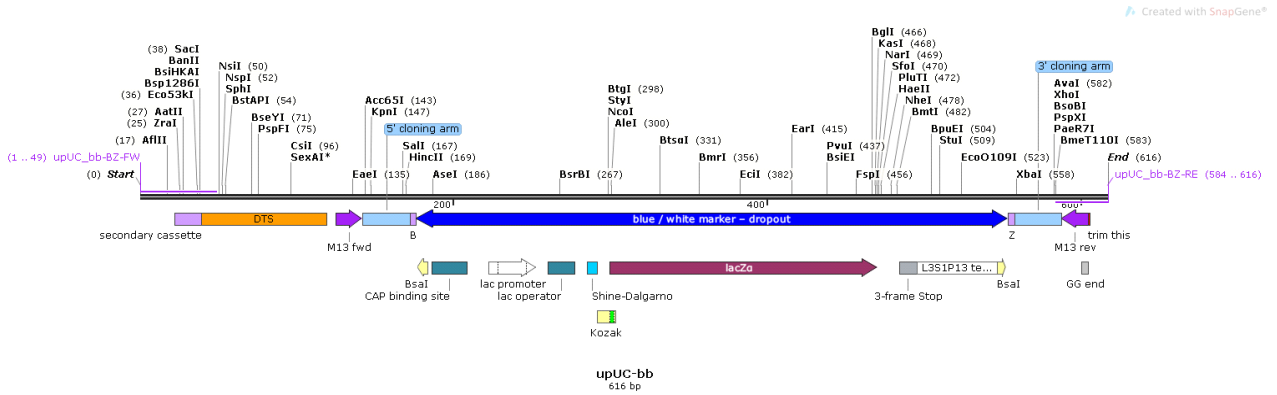 Created with SnapGene®
(38) SacI
BanII
BsiHKAI
Bsp1286I
(36) Eco53kI
(27) AatII
(25) ZraI
(17) AflII
(1 .. 49) upUC_bb-BZ-FW
(0) Start
NsiI (50)
NspI (52)
SphI
BstAPI (54)
BseYI (71)
PspFI (75)
CsiI (96)
SexAI*
EaeI (135)
Acc65I (143)
KpnI (147)
5' cloning arm
SalI (167)
HincII (169)
AseI (186)
BsrBI (267)
BtgI (298)
StyI
NcoI
AleI (300)
BtsαI (331)
BmrI (356)
EciI (382)
EarI (415)
PvuI (437)
BsiEI
FspI (456)
BglI (466)
KasI (468)
NarI (469)
SfoI (470)
PluTI (472)
HaeII
NheI (478)
BmtI (482)
BpuEI (504)
StuI (509)
EcoO109I (523)
XbaI (558)
3' cloning arm
AvaI (582)
XhoI
BsoBI
PspXI
PaeR7I
BmeT110I (583)
End (616)
upUC_bb-BZ-RE (584 .. 616)
200
400
600
DTS
blue / white marker – dropout
secondary cassette
M13 fwd
B
Z
M13 rev
trim this
BsaI
CAP binding site
lac promoter
lac operator
Shine-Dalgarno
lacZα
Kozak
3-frame Stop
L3S1P13 te...
BsaI
GG end
upUC-bb
616 bp